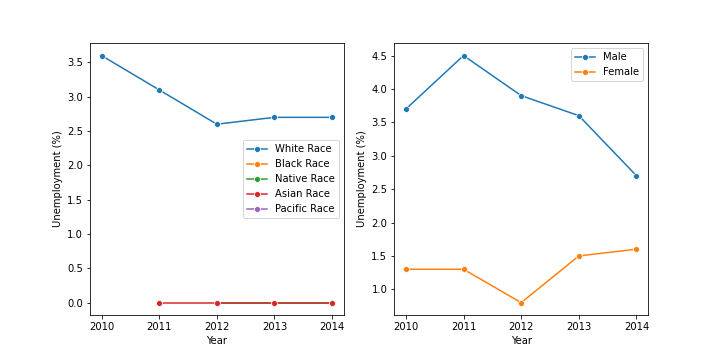 Unemployment (%)
3.5
3.0
2.5
2.0
1.5
1.0
0.5
0.0
White Race
Black Race
Native Race
Asian Race
Pacific Race
2010 2011 2012 2013 2014
Year
Unemployment (%)
4.5
4.0
3.5
3.0
2.5
2.0
1.5
1.0
Male
Female
2010 2011 2012 2013 2014
Year